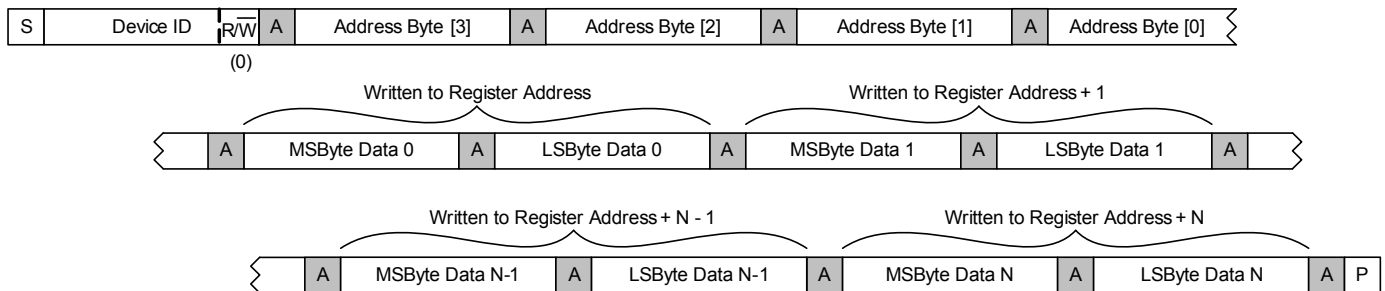 S Device ID R/W̅ A Address Byte [3] A Address Byte [2] A Address Byte [1] A Address Byte [0]
(0)
Written to Register Address Written to Register Address + 1
A MSByte Data 0 A LSByte Data 0 A MSByte Data 1 A LSByte Data 1 A
Written to Register Address + N - 1 Written to Register Address + N
A MSByte Data N-1 A LSByte Data N-1 A MSByte Data N A LSByte Data N A P